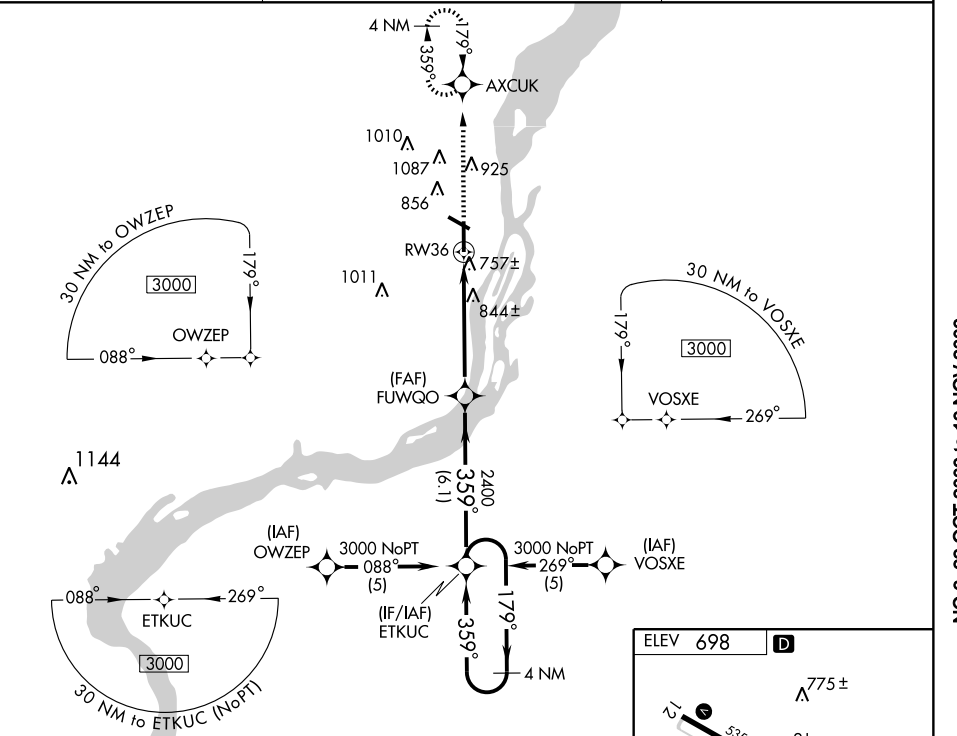 4 NM
179°
359°
AXCUK
1010
1087
925
856
RW36
757±
1011
844±
30 NM to OWZEP
3000
179°
OWZEP
088°
30 NM to VOSXE
179°
3000
VOSXE
269°
(FAF)
FUWQO
1144
2400
359°
(6.1)
(IAF)
OWZEP
3000 NoPT
088°
(5)
3000 NoPT
269°
(5)
(IAF)
VOSXE
(IF/IAF)
ETKUC
359°
179°
4 NM
088°
269°
ETKUC
3000
30 NM to ETKUC (NoPT)
ELEV 698
D
775±
12
V